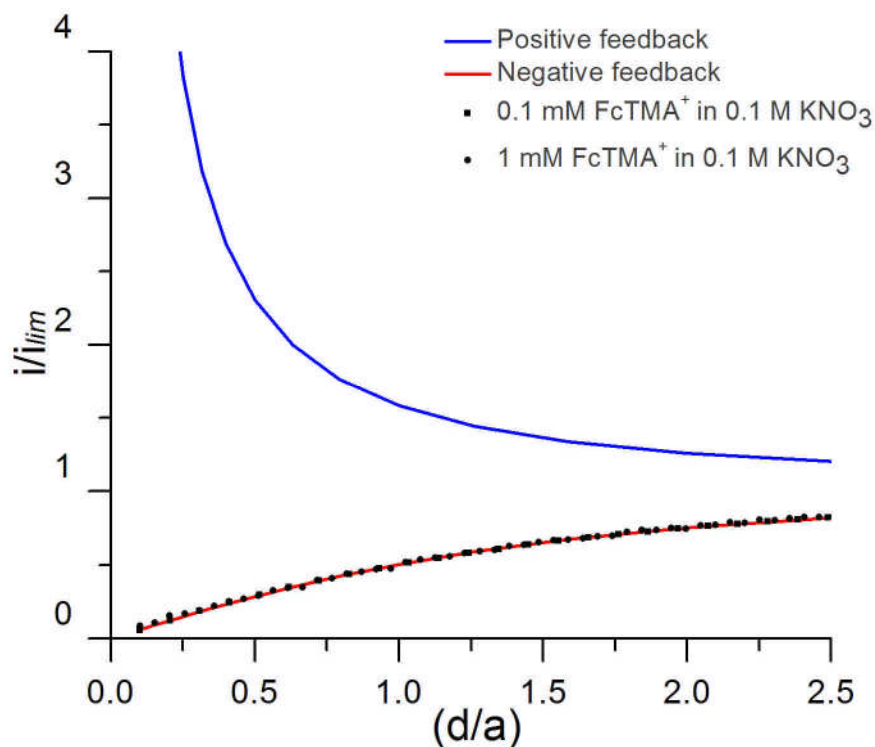 4
Positive feedback
Negative feedback
0.1 mM FcTMA⁺ in 0.1 M KNO₃
1 mM FcTMA⁺ in 0.1 M KNO₃
3
2
i/ilim
1
0
0.0 0.5 1.0 1.5 2.0 2.5
(d/a)